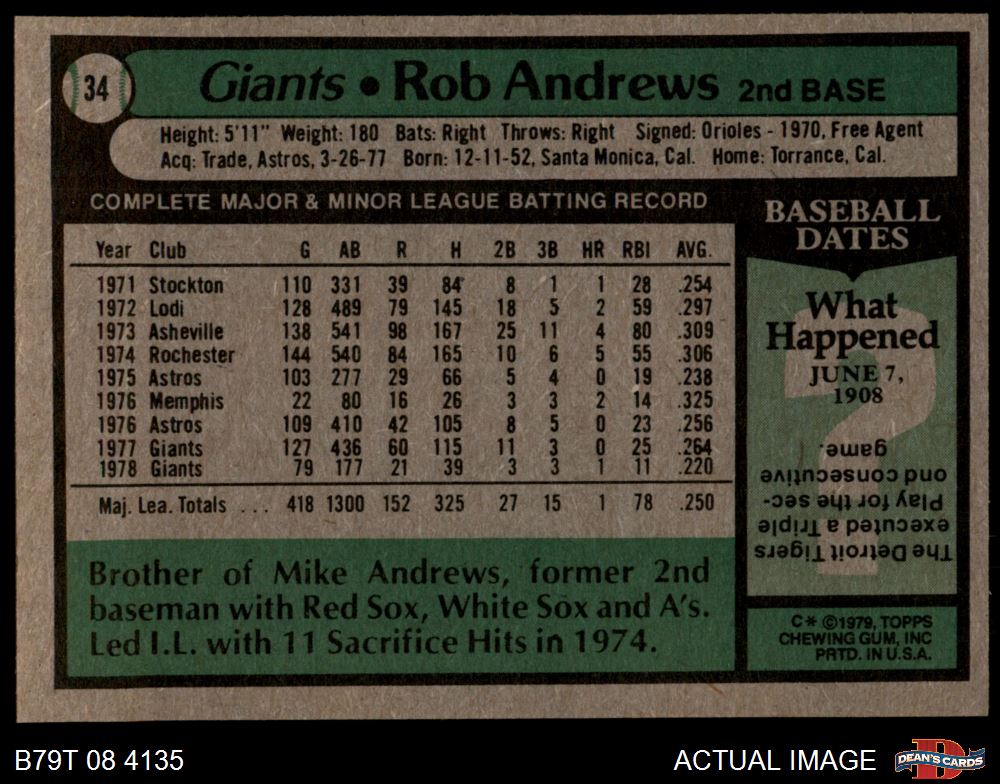 34
Giants • Rob Andrews 2nd BASE
Height: 5'11" Weight: 180 Bats: Right Throws: Right Signed: Orioles - 1970, Free Agent
Acq: Trade, Astros, 3-26-77 Born: 12-11-52, Santa Monica, Cal. Home: Torrance, Cal.
COMPLETE MAJOR & MINOR LEAGUE BATTING RECORD
Year Club G AB R H 2B 3B HR RBI AVG.
1971 Stockton 110 331 39 84 8 1 1 28 .254
1972 Lodi 128 489 79 145 18 5 2 59 .297
1973 Asheville 138 541 98 167 25 11 4 80 .309
1974 Rochester 144 540 84 165 10 6 5 55 .306
1975 Astros 103 277 29 66 5 4 0 19 .238
1976 Memphis 22 80 16 26 3 3 2 14 .325
1976 Astros 109 410 42 105 8 5 0 23 .256
1977 Giants 127 436 60 115 11 3 0 25 .264
1978 Giants 79 177 21 39 3 3 1 11 .220
Maj. Lea. Totals ... 418 1300 152 325 27 15 1 78 .250
Brother of Mike Andrews, former 2nd
baseman with Red Sox, White Sox and A's.
Led I.L. with 11 Sacrifice Hits in 1974.
BASEBALL
DATES
What
Happened
JUNE 7,
1908
?
The Detroit Tigers
executed a Triple
Play for the sec-
ond consecutive
game.
C* ©1979, TOPPS
CHEWING GUM, INC
PRTD. IN U.S.A.
B79T 08 4135
ACTUAL IMAGE
D
DEAN'S CARDS